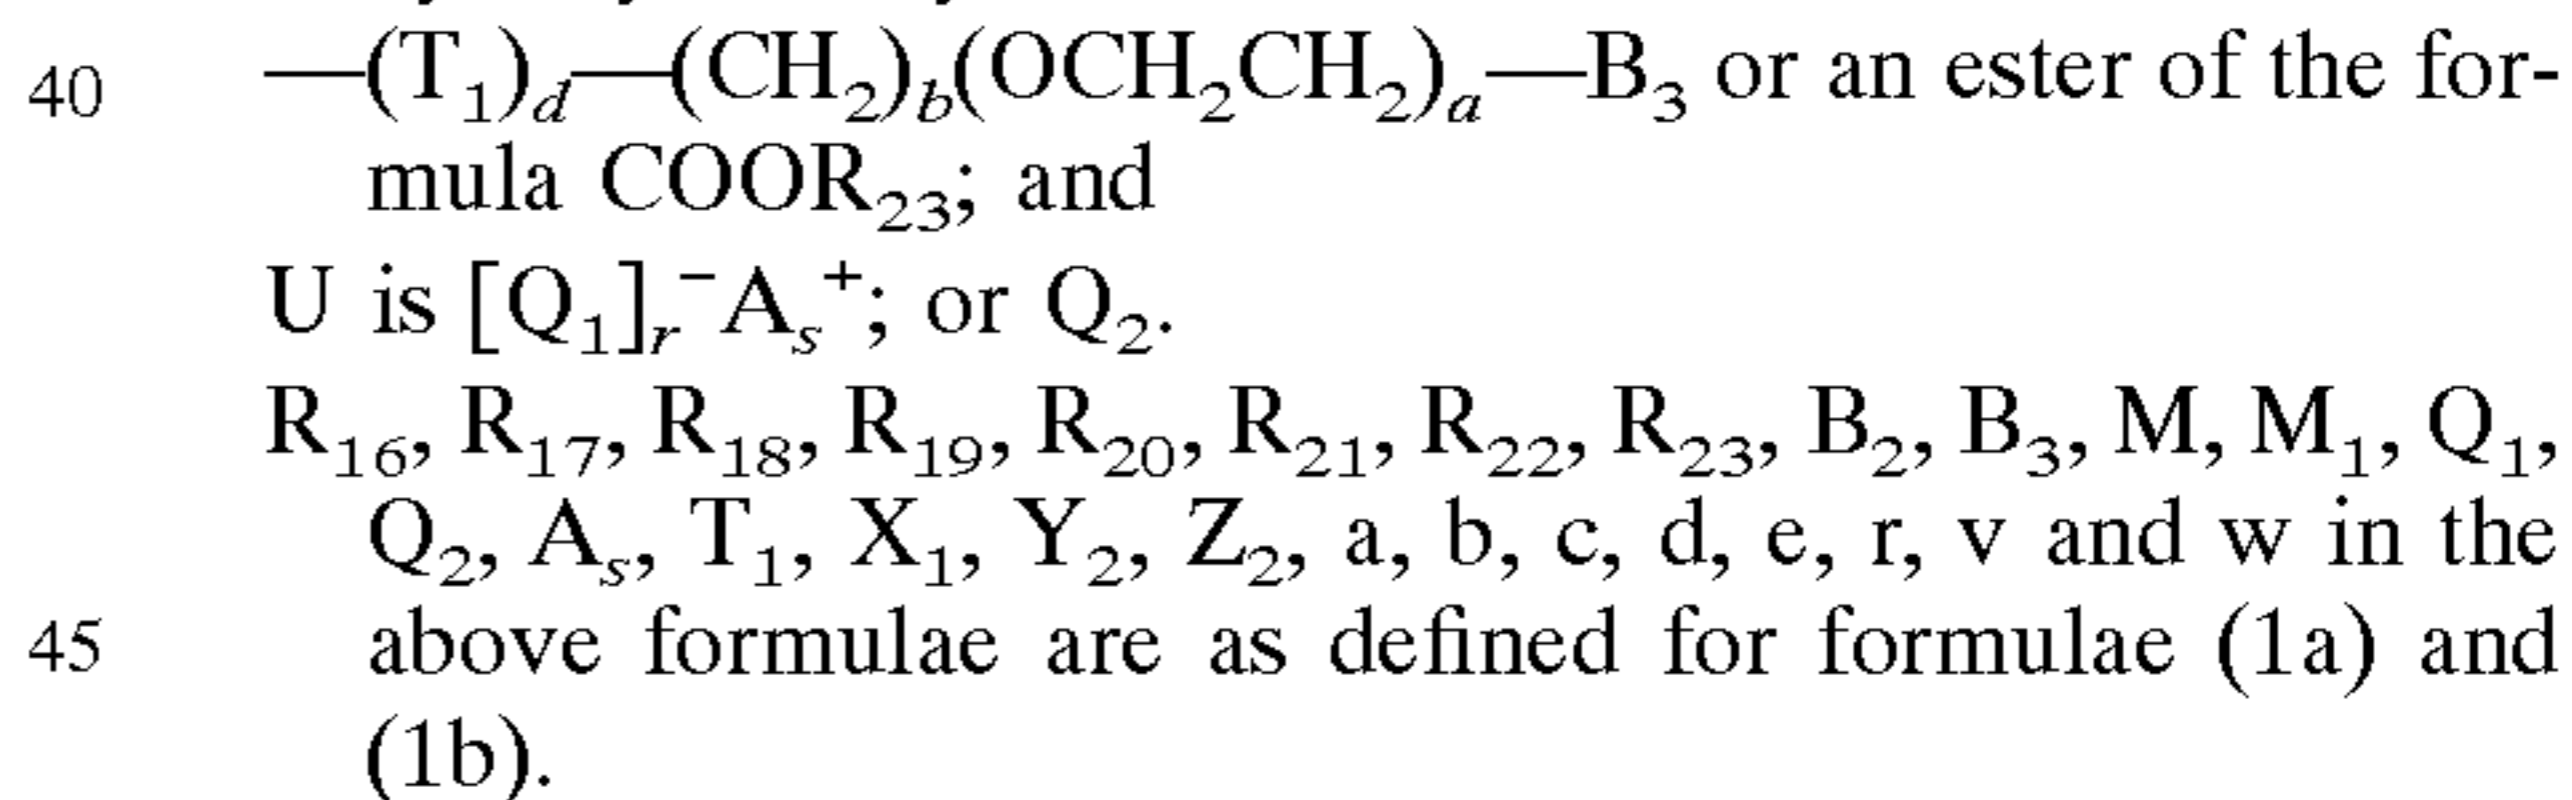 40 —(T₁)d—(CH₂)b(OCH₂CH₂)a—B₃ or an ester of the for-
mula COOR₂₃; and
U is [Q₁]r⁻Aₛ⁺; or Q₂.
R₁₆, R₁₇, R₁₈, R₁₉, R₂₀, R₂₁, R₂₂, R₂₃, B₂, B₃, M, M₁, Q₁,
Q₂, Aₛ, T₁, X₁, Y₂, Z₂, a, b, c, d, e, r, v and w in the
45 above formulae are as defined for formulae (1a) and
(1b).